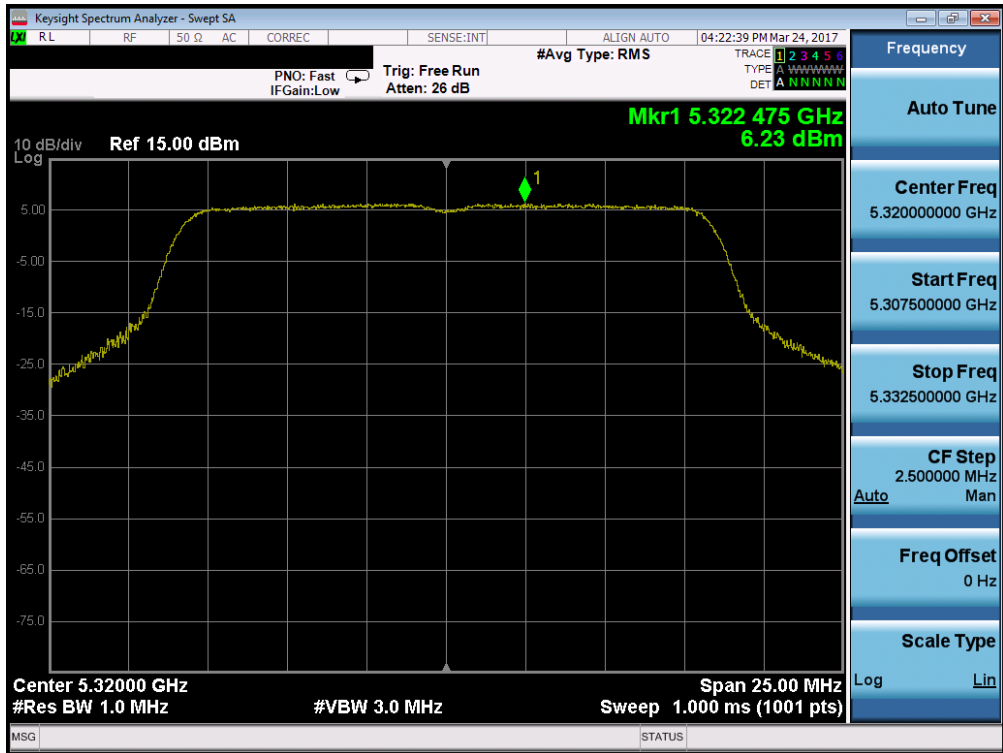 Keysight Spectrum Analyzer - Swept SA
LXI RL RF 50 Ω AC CORREC SENSE:INT ALIGN AUTO 04:22:39 PM Mar 24, 2017
#Avg Type: RMS TRACE 1 2 3 4 5 6
PNO: Fast Trig: Free Run TYPE A WWWWW
IFGain:Low Atten: 26 dB DET A N N N N N
Mkr1 5.322 475 GHz
6.23 dBm
10 dB/div Ref 15.00 dBm
Log
1
5.00
-5.00
-15.0
-25.0
-35.0
-45.0
-55.0
-65.0
-75.0
Center 5.32000 GHz Span 25.00 MHz
#Res BW 1.0 MHz #VBW 3.0 MHz Sweep 1.000 ms (1001 pts)
MSG STATUS
Frequency
Auto Tune
Center Freq
5.320000000 GHz
Start Freq
5.307500000 GHz
Stop Freq
5.332500000 GHz
CF Step
2.500000 MHz
Auto Man
Freq Offset
0 Hz
Scale Type
Log Lin